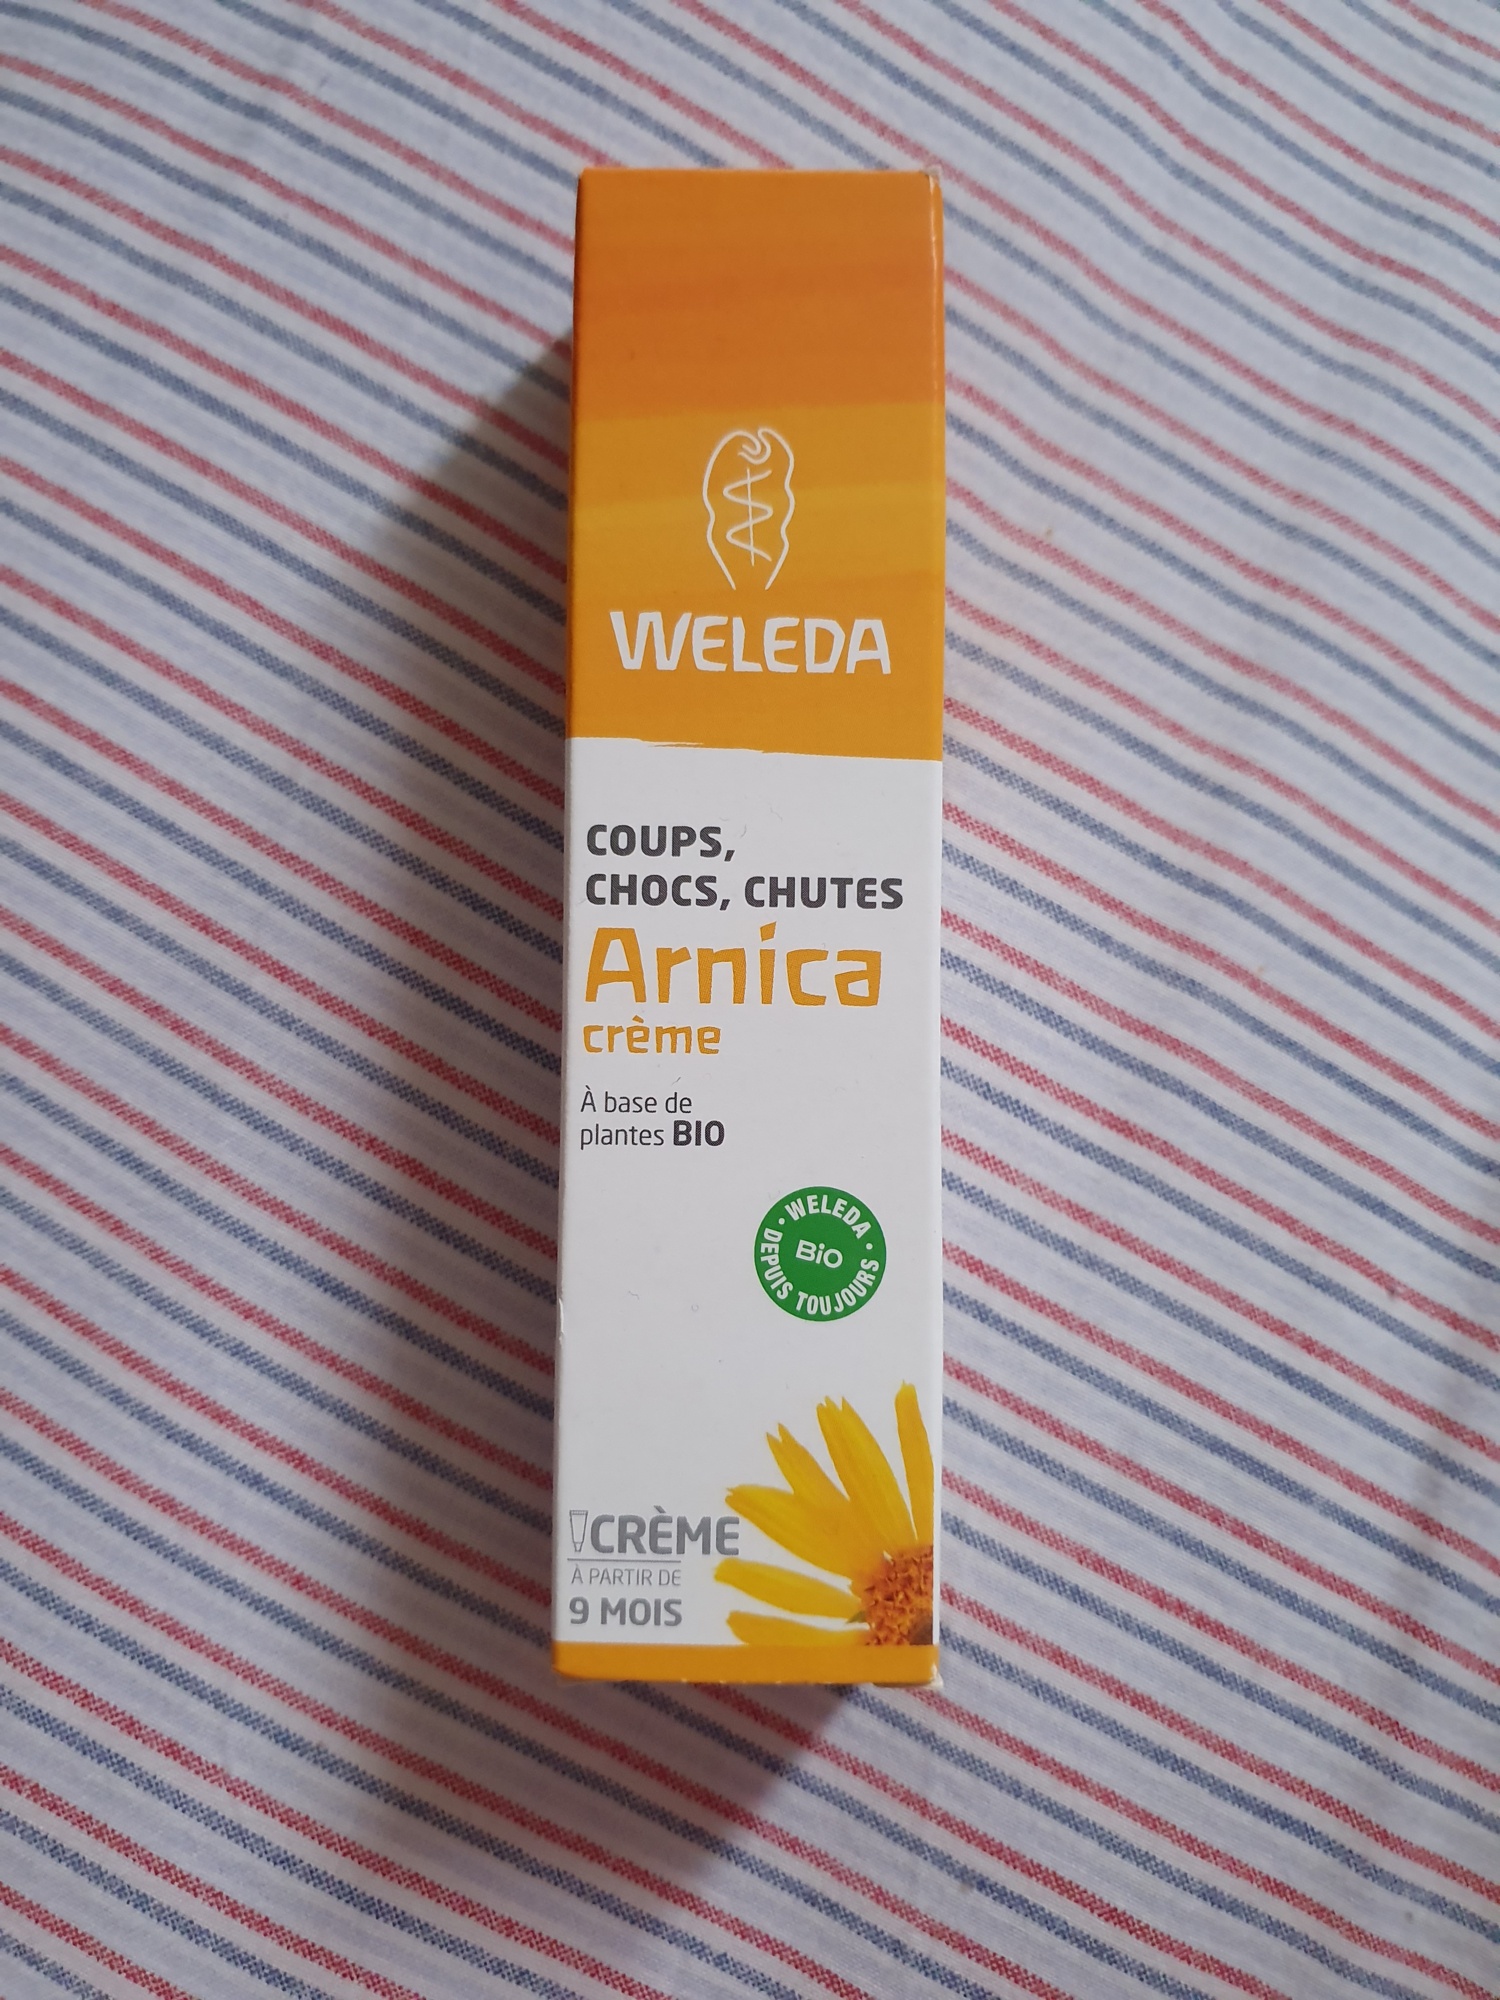 WELEDA
COUPS,
CHOCS, CHUTES
Arnica
crème
À base de
plantes BIO
• WELEDA •
BiO
DEPUIS TOUJOURS
CRÈME
À PARTIR DE
9 MOIS